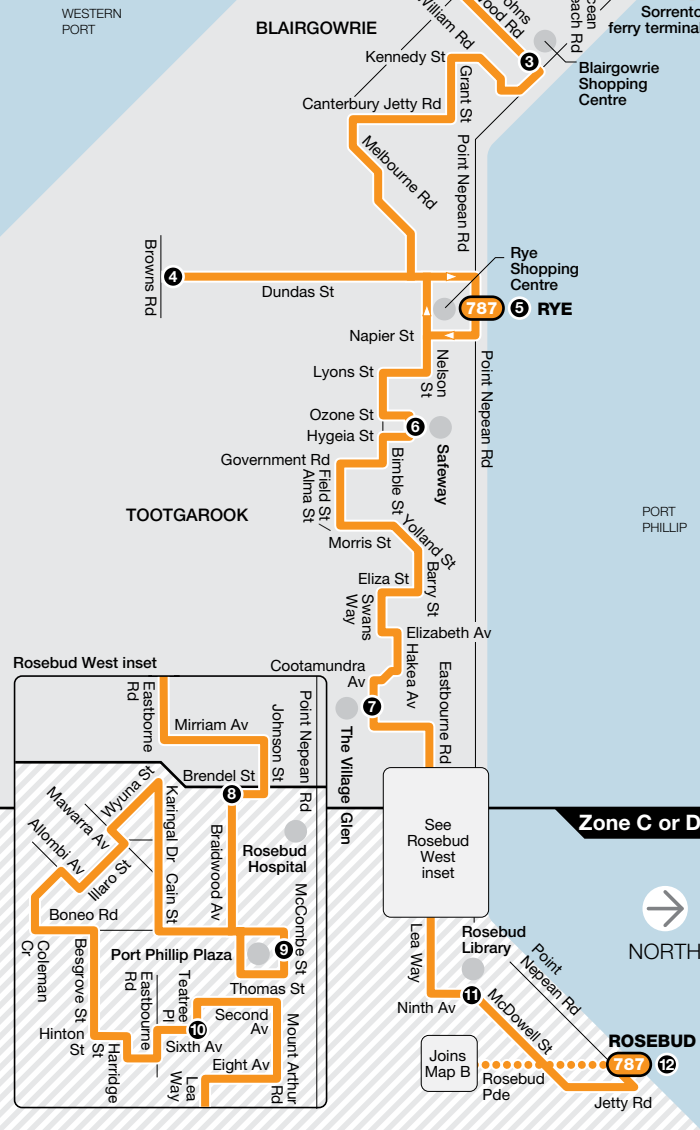 WESTERN
PORT
BLAIRGOWRIE
William Rd
Johns
wood Rd
cean
each Rd
Sorrento
ferry terminal
Kennedy St
3
Blairgowrie
Shopping
Centre
Grant St
Canterbury Jetty Rd
Melbourne Rd
Point Nepean Rd
Browns Rd
4
Dundas St
Rye
Shopping
Centre
787
5
RYE
Napier St
Nelson
St
Point Nepean Rd
Lyons St
Ozone St
6
Hygeia St
Safeway
Government Rd
Bimble St
Field St
Alma St
TOOTGAROOK
PORT
PHILLIP
Morris St
Yolland St
Barry St
Eliza St
Swans
Way
Elizabeth Av
Hakea Av
Cootamundra
Av
Eastbourne Rd
7
The Village Glen
Rosebud West inset
Eastborne
Rd
Mirriam Av
Johnson St
Point Nepean Rd
Brendel St
8
Wyuna St
Mawarra Av
Allombi Av
Illaro St
Karingal Dr
Cain St
Braidwood Av
Rosebud
Hospital
McCombe St
Boneo Rd
Port Phillip Plaza
9
Thomas St
Coleman
Cr
Besgrove St
Eastbourne
Rd
Teatree
Pl
Second
Av
10
Hinton
St
Harridge
St
Sixth Av
Mount Arthur
Rd
Eight Av
Lea
Way
See
Rosebud
West
inset
Zone C or D
NORTH
Lea Way
Rosebud
Library
Point
Nepean Rd
Ninth Av
11
McDowell St
ROSEBUD
787
12
Joins
Map B
Rosebud
Pde
Jetty Rd